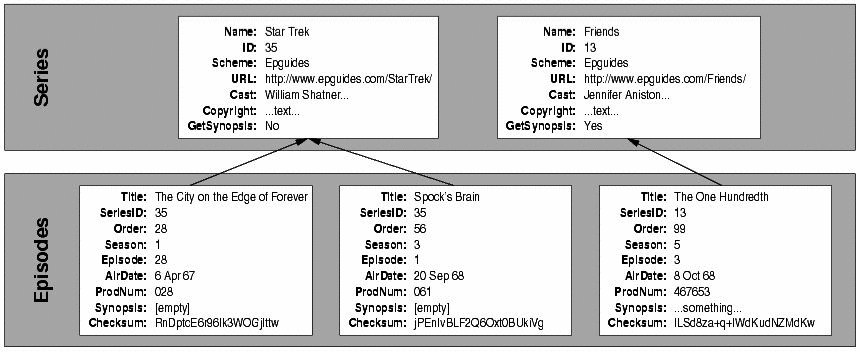 Series
Name: Star Trek
ID: 35
Scheme: Epguides
URL: http://www.epguides.com/StarTrek/
Cast: William Shatner...
Copyright: ...text...
GetSynopsis: No
Name: Friends
ID: 13
Scheme: Epguides
URL: http://www.epguides.com/Friends/
Cast: Jennifer Aniston...
Copyright: ...text...
GetSynopsis: Yes
Episodes
Title: The City on the Edge of Forever
SeriesID: 35
Order: 28
Season: 1
Episode: 28
AirDate: 6 Apr 67
ProdNum: 028
Synopsis: [empty]
Checksum:
Title: Spock's Brain
SeriesID: 35
Order: 56
Season: 3
Episode: 1
AirDate: 20 Sep 68
ProdNum: 061
Synopsis: [empty]
Checksum:
Title: The One Hundredth
SeriesID: 13
Order: 99
Season: 5
Episode: 3
AirDate: 8 Oct 68
ProdNum: 467653
Synopsis: ...something...
Checksum: